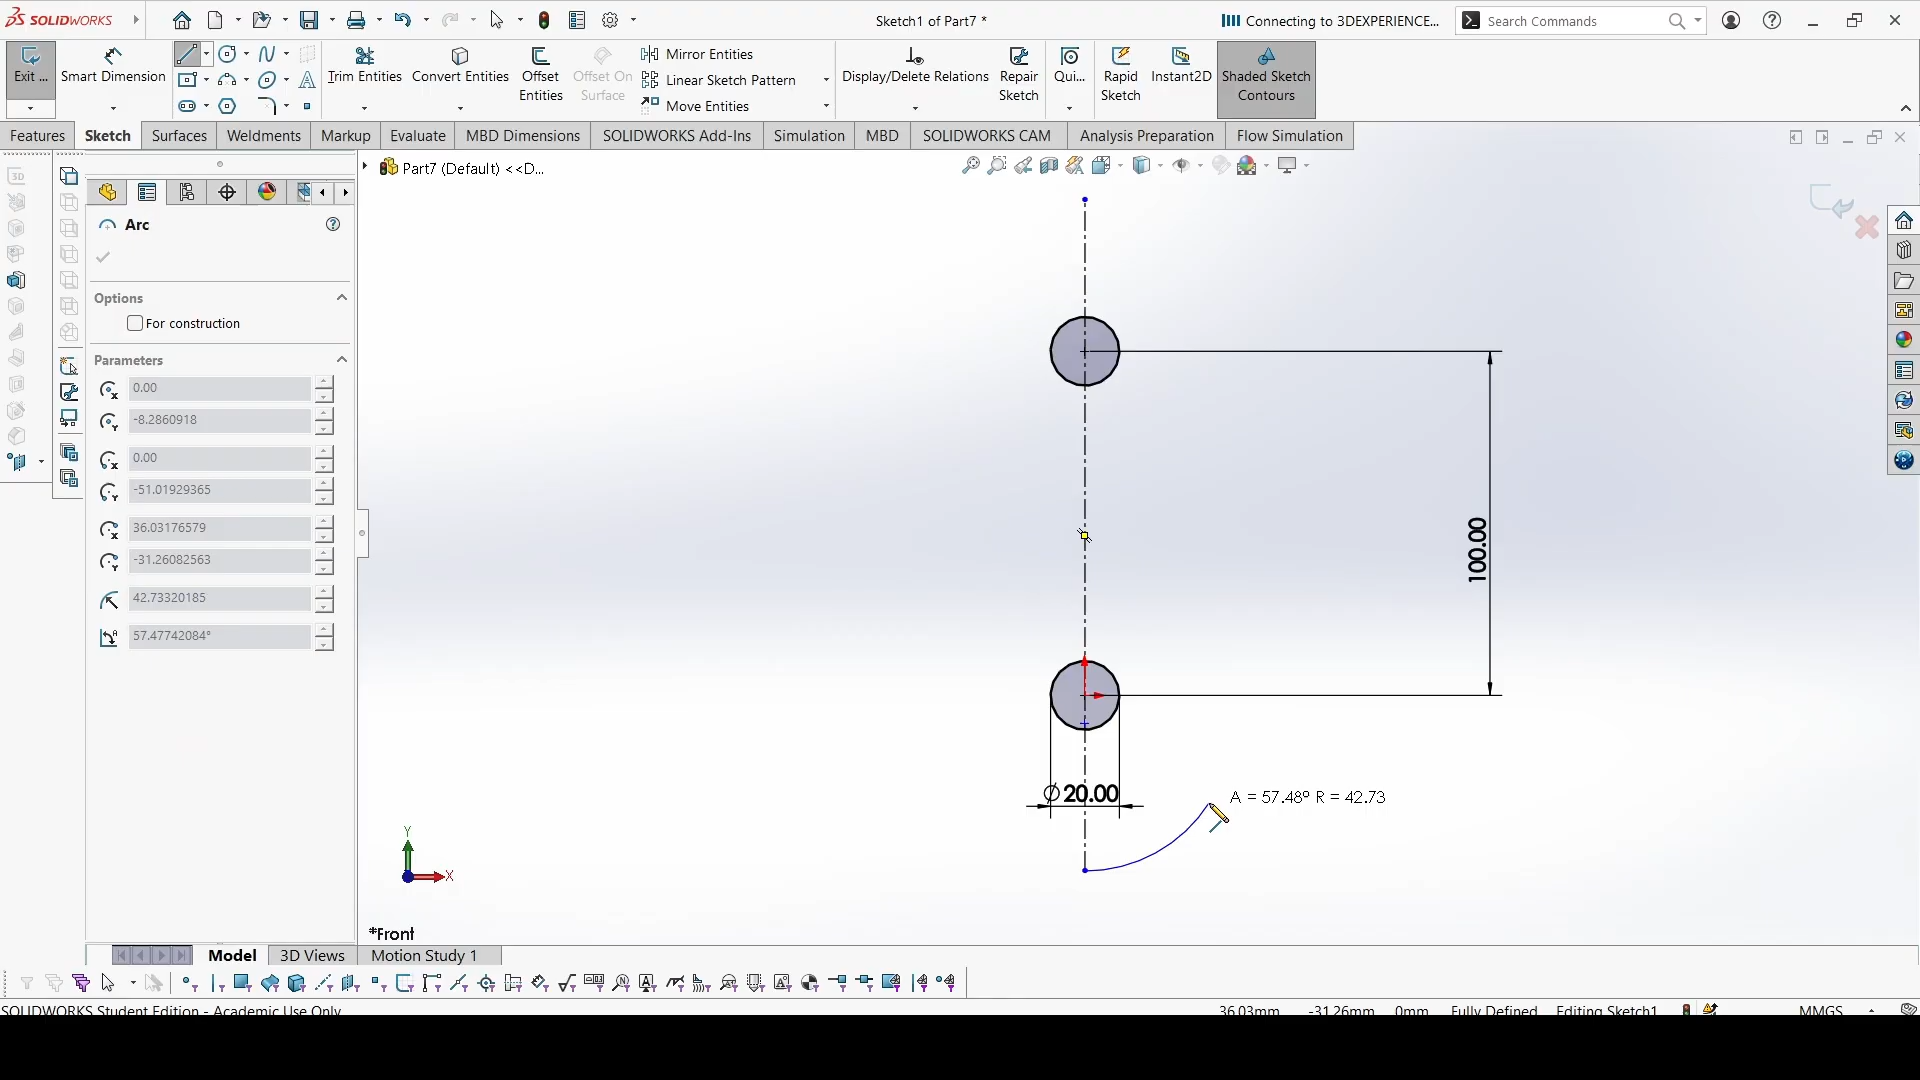 SOLIDWORKS
Sketch1 of Part7 *
Connecting to 3DEXPERIENCE...
Search Commands
Exit ...
Smart Dimension
Trim Entities
Convert Entities
Offset Entities
Offset On Surface
Mirror Entities
Linear Sketch Pattern
Move Entities
Display/Delete Relations
Repair Sketch
Qui...
Rapid Sketch
Instant2D
Shaded Sketch Contours
Features
Sketch
Surfaces
Weldments
Markup
Evaluate
MBD Dimensions
SOLIDWORKS Add-Ins
Simulation
MBD
SOLIDWORKS CAM
Analysis Preparation
Flow Simulation
Part7 (Default) <<D...
Arc
Options
For construction
Parameters
0.00
-8.2860918
0.00
-51.01929365
36.03176579
-31.26082563
42.73320185
57.47742084°
100.00
∅20.00
A = 57.48° R = 42.73
Y
X
*Front
Model
3D Views
Motion Study 1
SOLIDWORKS Student Edition - Academic Use Only
36.03mm
-31.26mm
0mm
Fully Defined
Editing Sketch1
MMGS